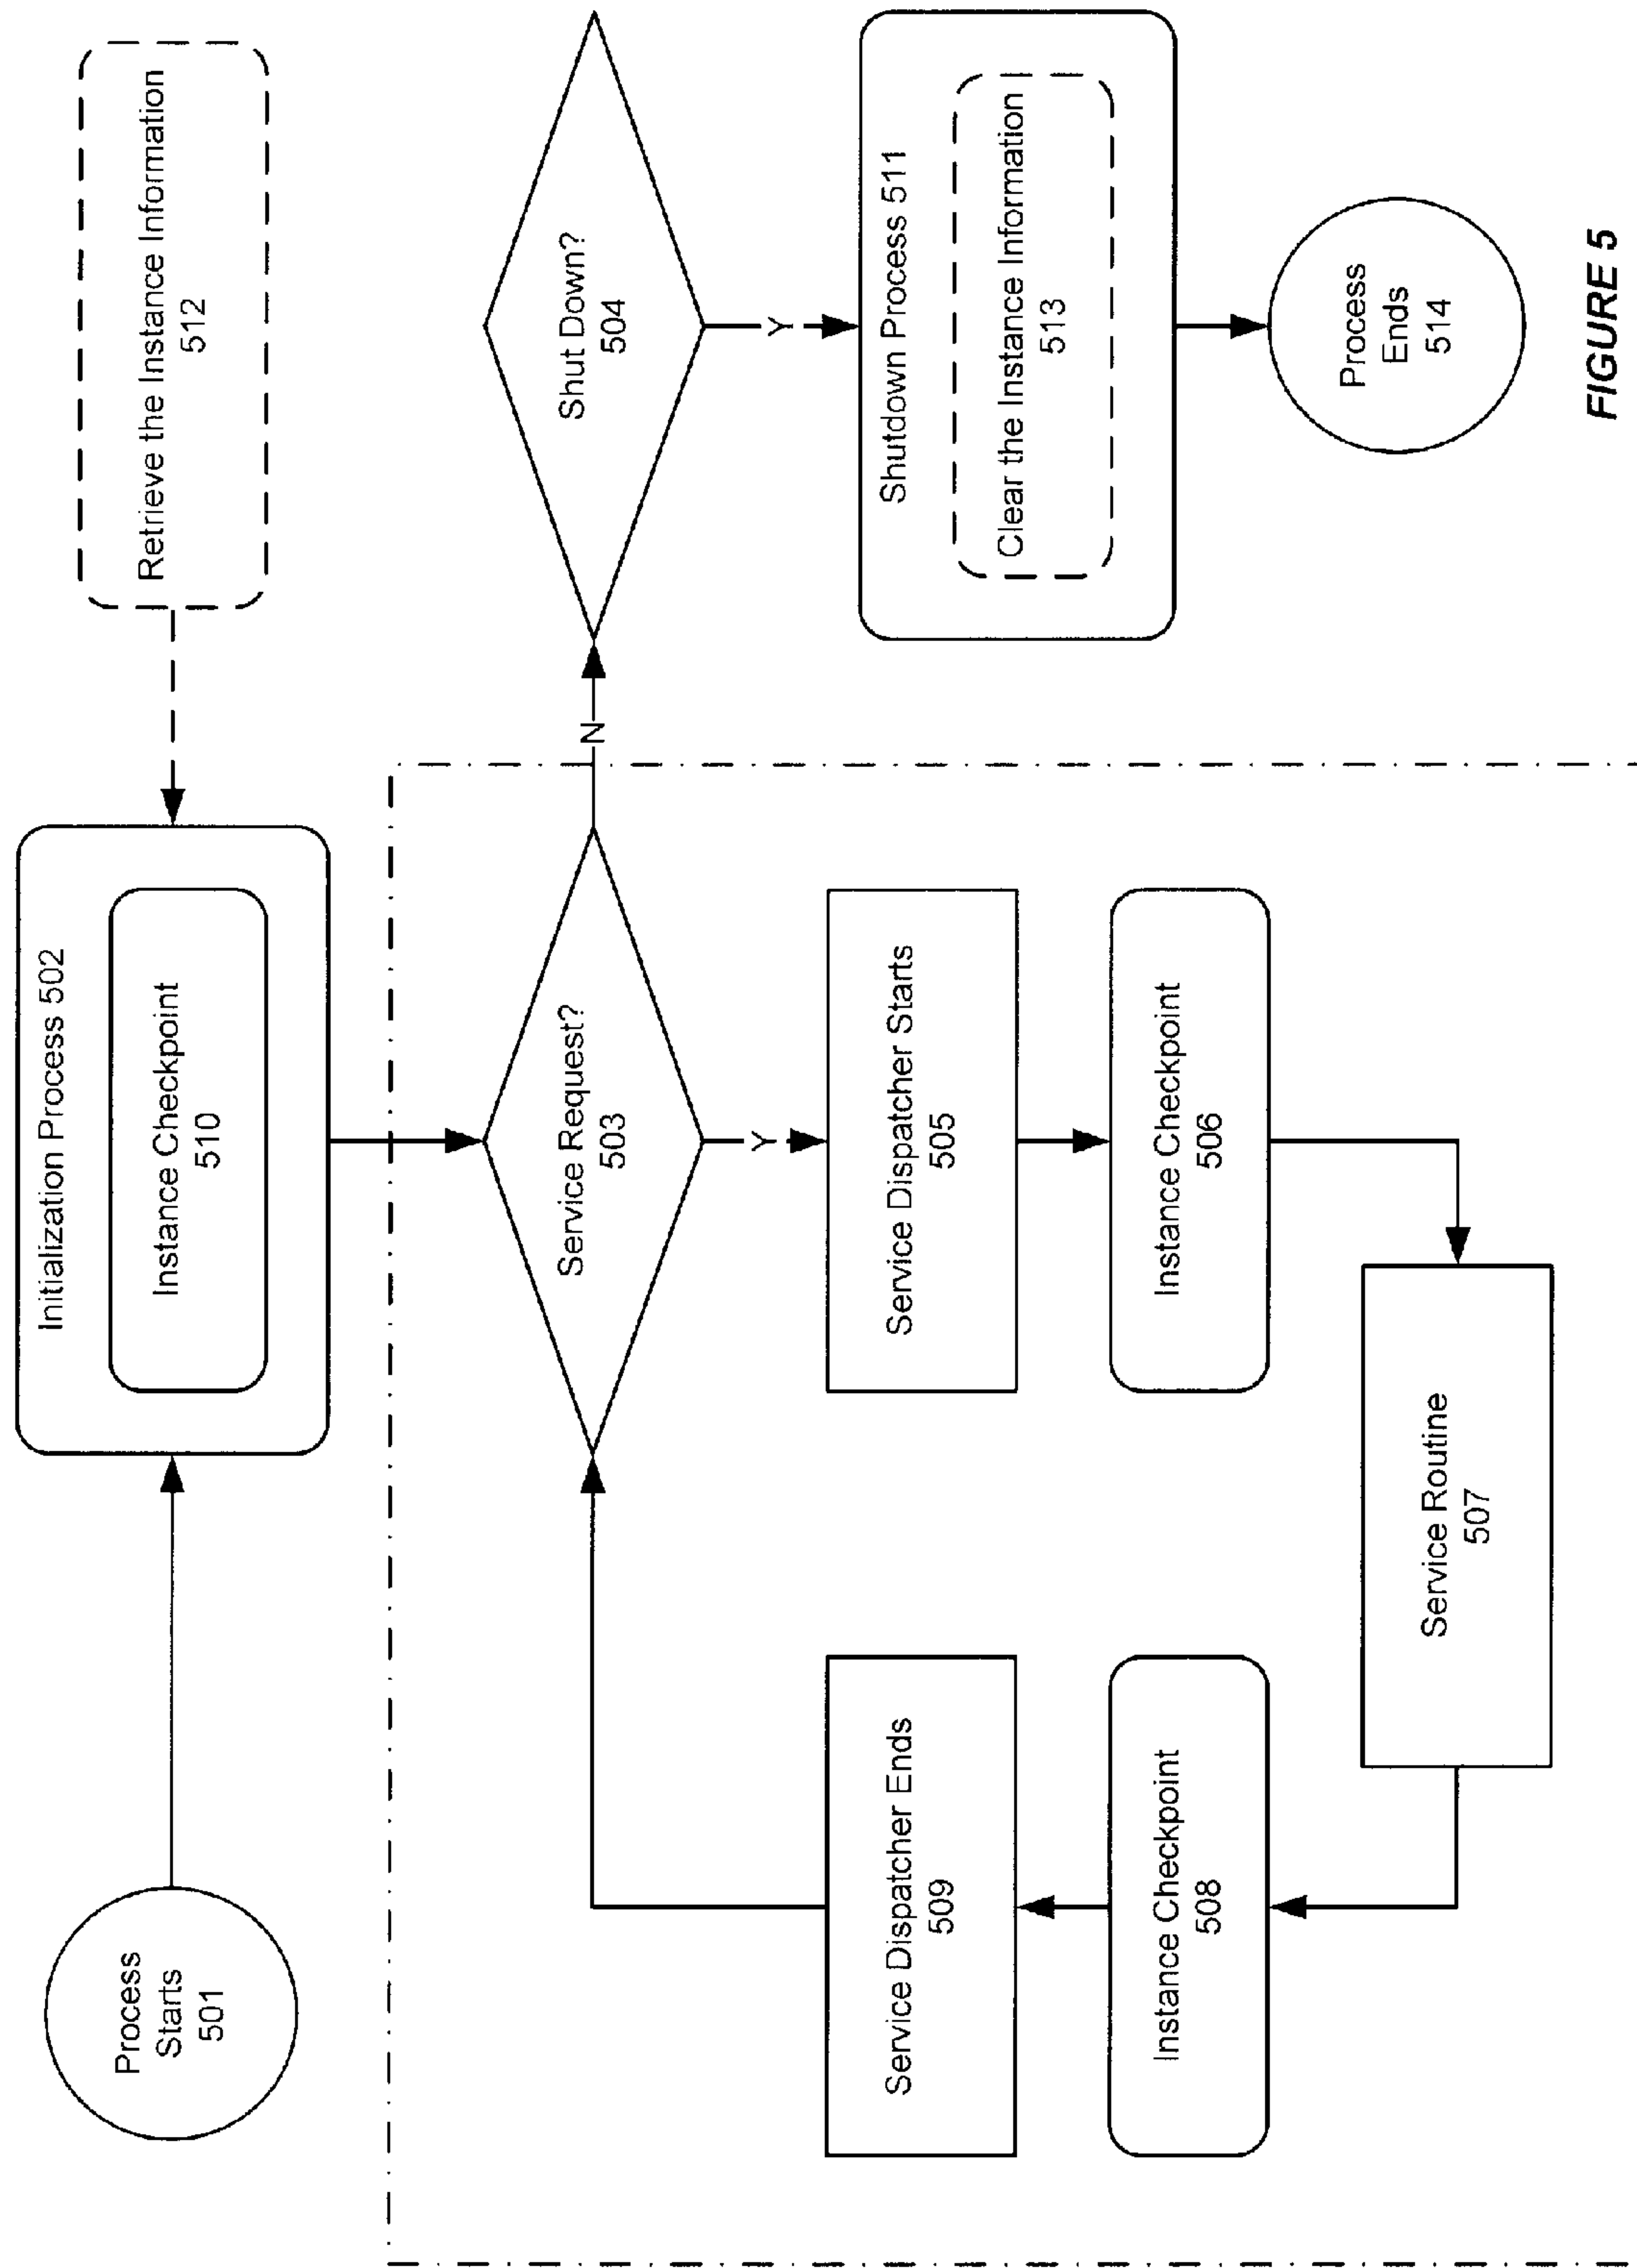 Process
Starts
501
Initialization Process 502
Instance Checkpoint
510
Retrieve the Instance Information
512
Service Request?
503
N
Shut Down?
504
Y
Y
Service Dispatcher Ends
509
Service Dispatcher Starts
505
Shutdown Process 511
Clear the Instance Information
513
Instance Checkpoint
508
Instance Checkpoint
506
Service Routine
507
Process
Ends
514
FIGURE 5